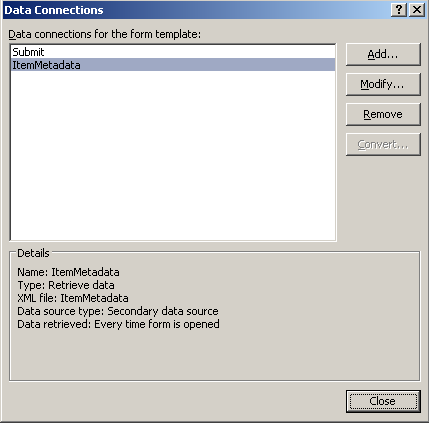 Data Connections
Data connections for the form template:
Submit
ItemMetadata
Add...
Modify...
Remove
Convert...
Details
Name: ItemMetadata
Type: Retrieve data
XML file: ItemMetadata
Data source type: Secondary data source
Data retrieved: Every time form is opened
Close